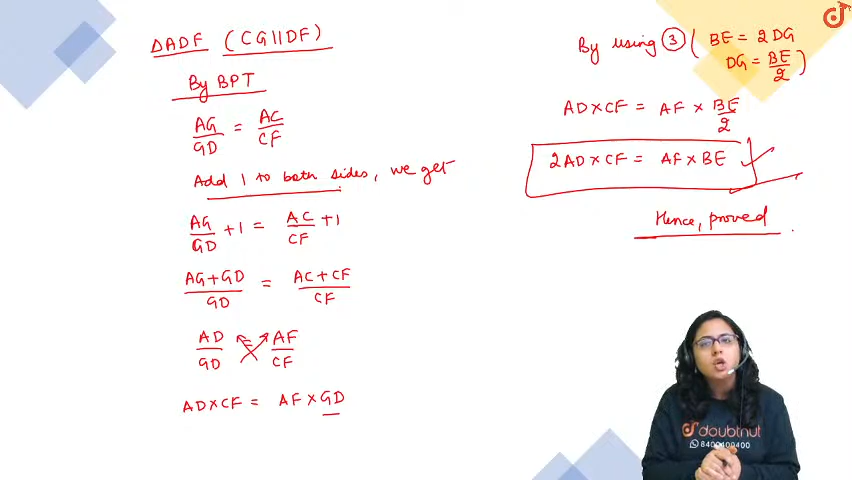 △ADF (CG||DF)
By BPT
AG/GD = AC/CF
Add 1 to both sides, we get
AG/GD + 1 = AC/CF + 1
AG+GD/GD = AC+CF/CF
AD/GD AF/CF
AD×CF = AF×GD
By using ③ ( BE = 2DG
DG = BE/2 )
AD×CF = AF × BE/2
2AD×CF = AF×BE
Hence, proved
doubtnut
8400400400